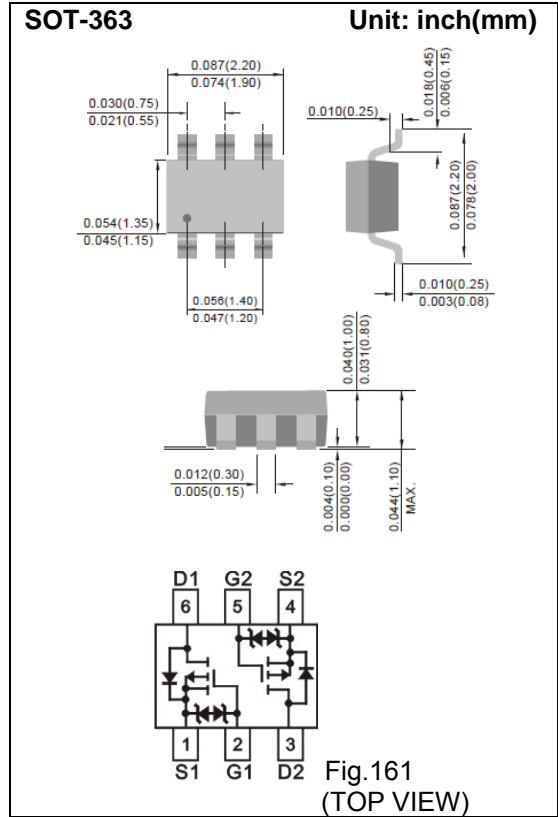 SOT-363 Unit: inch(mm)
0.087(2.20)
0.074(1.90)
0.030(0.75)
0.021(0.55)
0.054(1.35)
0.045(1.15)
0.056(1.40)
0.047(1.20)
0.018(0.45)
0.006(0.15)
0.010(0.25)
0.087(2.20)
0.078(2.00)
0.010(0.25)
0.003(0.08)
0.040(1.00)
0.031(0.80)
0.012(0.30)
0.005(0.15)
0.004(0.10)
0.000(0.00)
0.044(1.10)
MAX.
D1 G2 S2
6 5 4
1 2 3
S1 G1 D2
Fig.161
(TOP VIEW)